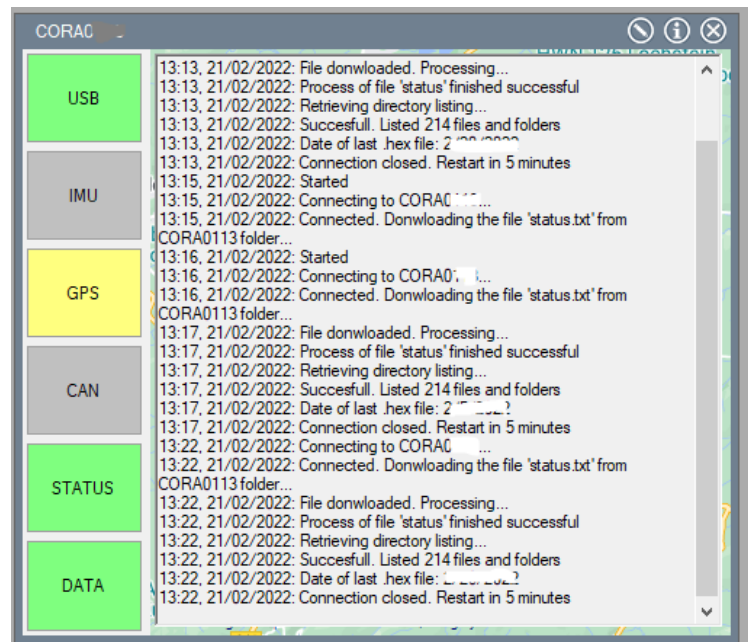 CORA0
USB
IMU
GPS
CAN
STATUS
DATA
13:13, 21/02/2022: File donwloaded. Processing...
13:13, 21/02/2022: Process of file 'status' finished successful
13:13, 21/02/2022: Retrieving directory listing...
13:13, 21/02/2022: Succesfull. Listed 214 files and folders
13:13, 21/02/2022: Date of last .hex file:
13:13, 21/02/2022: Connection closed. Restart in 5 minutes
13:15, 21/02/2022: Started
13:15, 21/02/2022: Connecting to CORA0
13:15, 21/02/2022: Connected. Donwloading the file 'status.txt' from
CORA0113 folder...
13:16, 21/02/2022: Started
13:16, 21/02/2022: Connecting to CORA0
13:16, 21/02/2022: Connected. Donwloading the file 'status.txt' from
CORA0113 folder...
13:17, 21/02/2022: File donwloaded. Processing...
13:17, 21/02/2022: Process of file 'status' finished successful
13:17, 21/02/2022: Retrieving directory listing...
13:17, 21/02/2022: Succesfull. Listed 214 files and folders
13:17, 21/02/2022: Date of last .hex file:
13:17, 21/02/2022: Connection closed. Restart in 5 minutes
13:22, 21/02/2022: Connecting to CORA0 ...
13:22, 21/02/2022: Connected. Donwloading the file 'status.txt' from
CORA0113 folder...
13:22, 21/02/2022: File donwloaded. Processing...
13:22, 21/02/2022: Process of file 'status' finished successful
13:22, 21/02/2022: Retrieving directory listing...
13:22, 21/02/2022: Succesfull. Listed 214 files and folders
13:22, 21/02/2022: Date of last .hex file:
13:22, 21/02/2022: Connection closed. Restart in 5 minutes